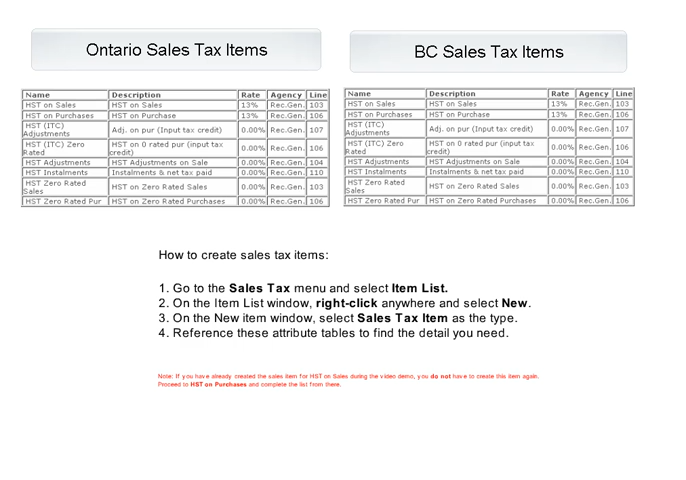 Ontario Sales Tax Items
Name Description Rate Agency Line
HST on Sales HST on Sales 13% Rec.Gen. 103
HST on Purchases HST on Purchase 13% Rec.Gen. 106
HST (ITC) Adjustments Adj. on pur (Input tax credit) 0.00% Rec.Gen. 107
HST (ITC) Zero Rated HST on 0 rated pur (input tax credit) 0.00% Rec.Gen. 106
HST Adjustments HST Adjustments on Sale 0.00% Rec.Gen. 104
HST Instalments Instalments & net tax paid 0.00% Rec.Gen. 110
HST Zero Rated Sales HST on Zero Rated Sales 0.00% Rec.Gen. 103
HST Zero Rated Pur HST on Zero Rated Purchases 0.00% Rec.Gen. 106
BC Sales Tax Items
Name Description Rate Agency Line
HST on Sales HST on Sales 13% Rec.Gen. 103
HST on Purchases HST on Purchase 13% Rec.Gen. 106
HST (ITC) Adjustments Adj. on pur (Input tax credit) 0.00% Rec.Gen. 107
HST (ITC) Zero Rated HST on 0 rated pur (input tax credit) 0.00% Rec.Gen. 106
HST Adjustments HST Adjustments on Sale 0.00% Rec.Gen. 104
HST Instalments Instalments & net tax paid 0.00% Rec.Gen. 110
HST Zero Rated Sales HST on Zero Rated Sales 0.00% Rec.Gen. 103
HST Zero Rated Pur HST on Zero Rated Purchases 0.00% Rec.Gen. 106
How to create sales tax items:
1. Go to the Sales Tax menu and select Item List.
2. On the Item List window, right-click anywhere and select New.
3. On the New item window, select Sales Tax Item as the type.
4. Reference these attribute tables to find the detail you need.
Note: If you have already created the sales item for HST on Sales during the video demo, you do not have to create this item again.
Proceed to HST on Purchases and complete the list from there.